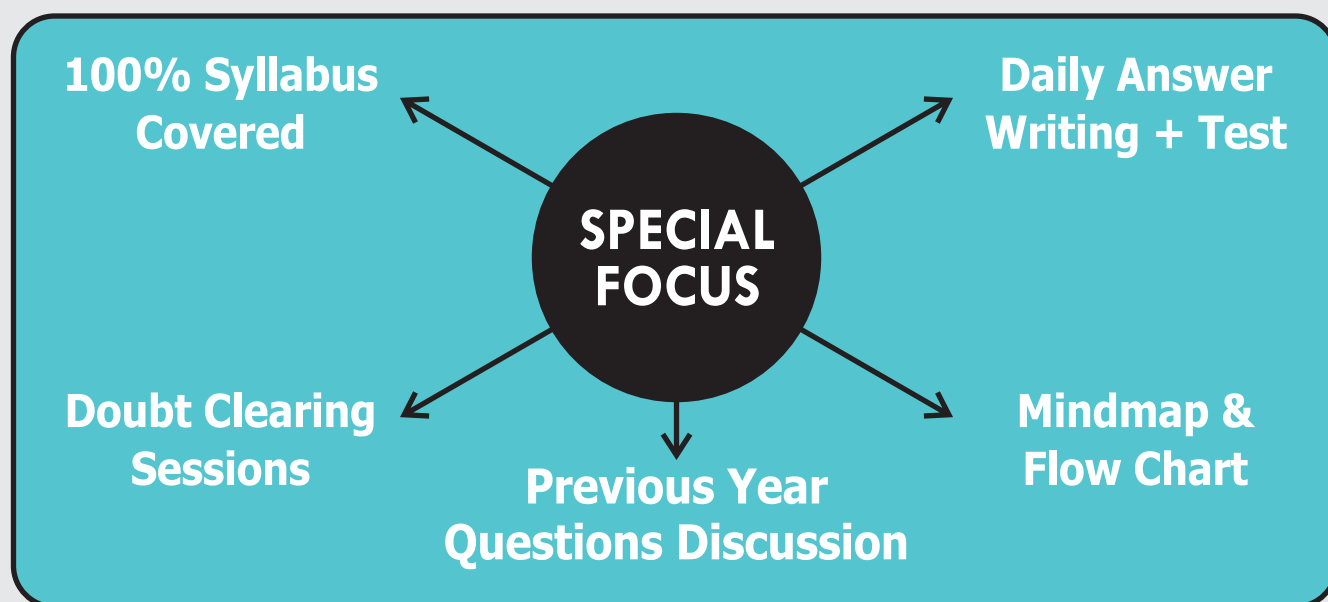 100% Syllabus
Covered
Daily Answer
Writing + Test
SPECIAL
FOCUS
Doubt Clearing
Sessions
Mindmap &
Flow Chart
Previous Year
Questions Discussion